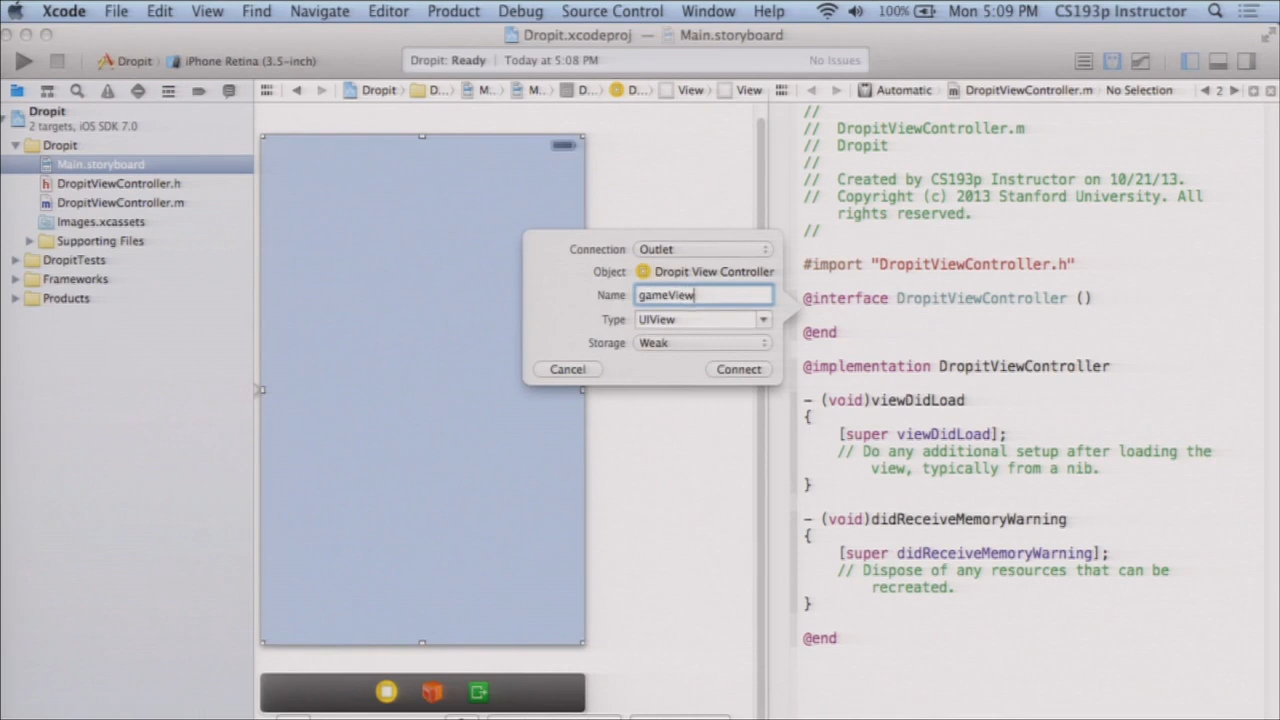 Xcode File Edit View Find Navigate Editor Product Debug Source Control Window Help 100% Mon 5:09 PM CS193p Instructor
Dropit.xcodeproj — Main.storyboard
Dropit iPhone Retina (3.5-inch) Dropit: Ready Today at 5:08 PM No Issues
Dropit D... M... M... D... D... View View Automatic DropitViewController.m No Selection 2
Dropit
2 targets, iOS SDK 7.0
Dropit
Main.storyboard
DropitViewController.h
DropitViewController.m
Images.xcassets
Supporting Files
DropitTests
Frameworks
Products
Connection Outlet
Object Dropit View Controller
Name gameView
Type UIView
Storage Weak
Cancel Connect
//
// DropitViewController.m
// Dropit
//
// Created by CS193p Instructor on 10/21/13.
// Copyright (c) 2013 Stanford University. All
rights reserved.
//
#import "DropitViewController.h"
@interface DropitViewController ()
@end
@implementation DropitViewController
- (void)viewDidLoad
{
[super viewDidLoad];
// Do any additional setup after loading the
view, typically from a nib.
}
- (void)didReceiveMemoryWarning
{
[super didReceiveMemoryWarning];
// Dispose of any resources that can be
recreated.
}
@end